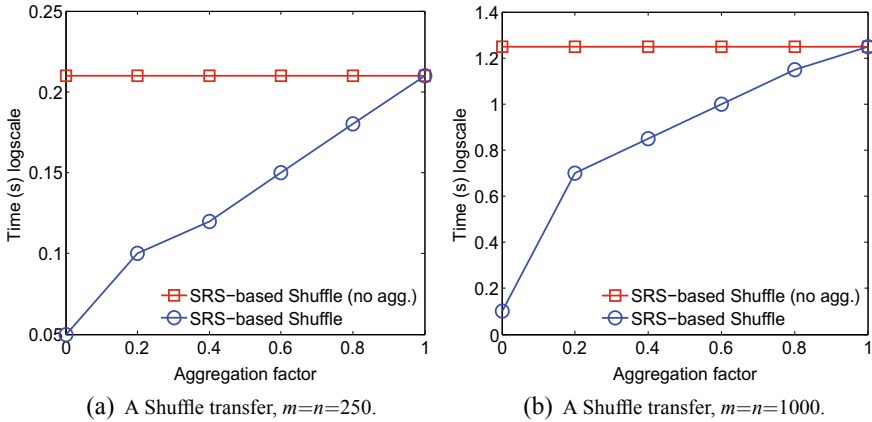 0.25
0.2
0.15
0.1
0.05
Time (s) logscale
SRS−based Shuffle (no agg.)
SRS−based Shuffle
0 0.2 0.4 0.6 0.8 1
Aggregation factor
(a) A Shuffle transfer, m=n=250.
1.4
1.2
1
0.8
0.6
0.4
0.2
0
Time (s) logscale
SRS−based Shuffle (no agg.)
SRS−based Shuffle
0 0.2 0.4 0.6 0.8 1
Aggregation factor
(b) A Shuffle transfer, m=n=1000.